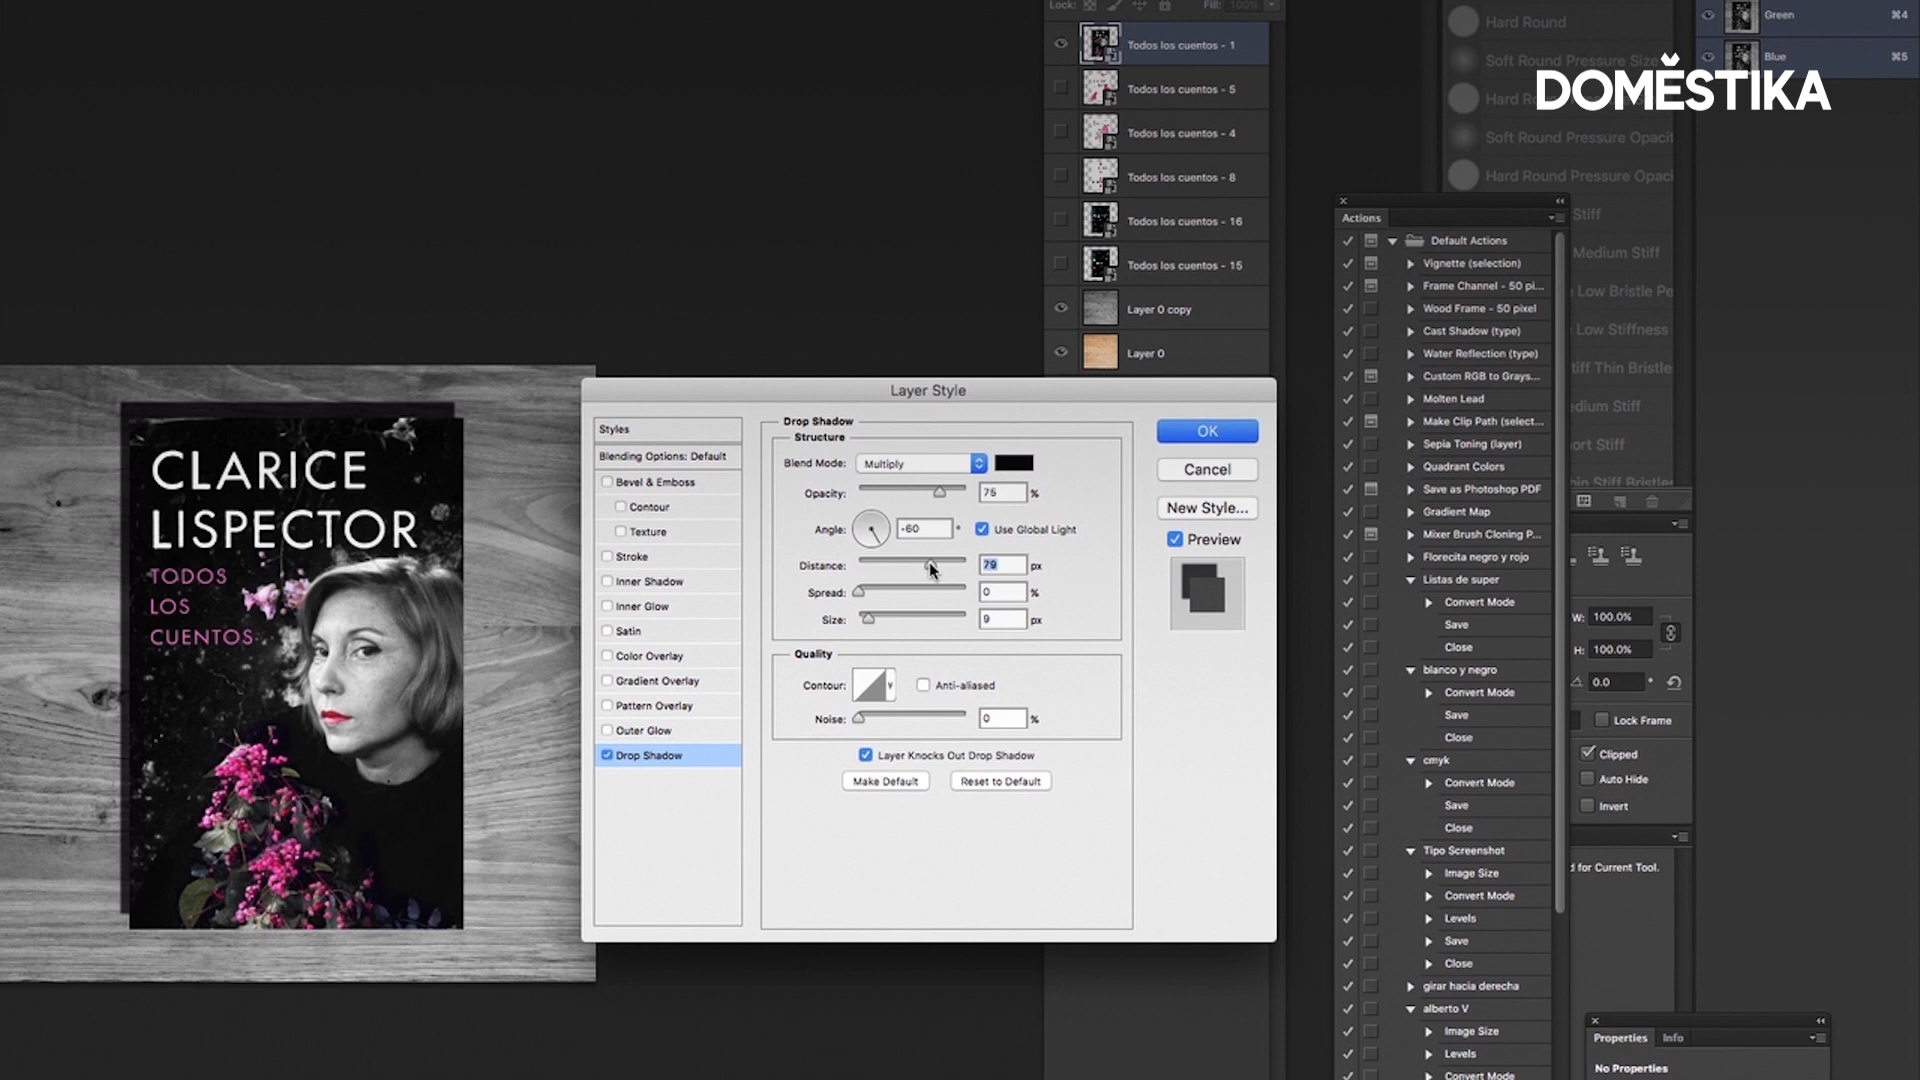 Lock:
Fill: 100%
Todos los cuentos - 1
Todos los cuentos - 5
Todos los cuentos - 4
Todos los cuentos - 8
Todos los cuentos - 16
Todos los cuentos - 15
Layer 0 copy
Layer 0
Hard Round
Soft Round Pressure Size
Hard Ro
Soft Round Pressure Opacit
Hard Round Pressure Opaci
Stiff
Medium Stiff
Low Bristle Pe
Low Stiffness
tiff Thin Bristles
edium Stiff
ort Stiff
Green ⌘4
Blue ⌘5
DOMESTIKA
CLARICE
LISPECTOR
TODOS
LOS
CUENTOS
Layer Style
Styles
Blending Options: Default
Bevel & Emboss
Contour
Texture
Stroke
Inner Shadow
Inner Glow
Satin
Color Overlay
Gradient Overlay
Pattern Overlay
Outer Glow
Drop Shadow
Drop Shadow
Structure
Blend Mode: Multiply
Opacity: 75 %
Angle: -60 ° Use Global Light
Distance: 79 px
Spread: 0 %
Size: 9 px
Quality
Contour: Anti-aliased
Noise: 0 %
Layer Knocks Out Drop Shadow
Make Default Reset to Default
OK
Cancel
New Style...
Preview
Actions
Default Actions
Vignette (selection)
Frame Channel - 50 pi...
Wood Frame - 50 pixel
Cast Shadow (type)
Water Reflection (type)
Custom RGB to Grays...
Molten Lead
Make Clip Path (select...
Sepia Toning (layer)
Quadrant Colors
Save as Photoshop PDF
Gradient Map
Mixer Brush Cloning P...
Florecita negro y rojo
Listas de super
Convert Mode
Save
Close
blanco y negro
Convert Mode
Save
Close
cmyk
Convert Mode
Save
Close
Tipo Screenshot
Image Size
Convert Mode
Levels
Save
Close
girar hacia derecha
alberto V
Image Size
Levels
Convert Mode
W: 100.0%
H: 100.0%
0.0 °
Lock Frame
Clipped
Auto Hide
Invert
d for Current Tool.
Properties Info
No Properties